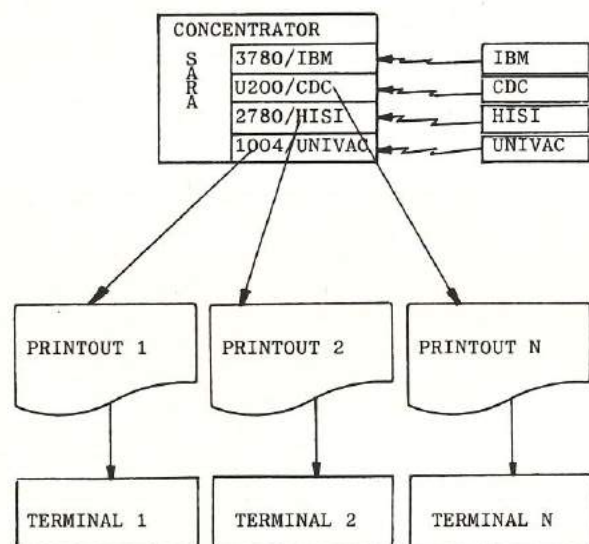 CONCENTRATOR
SARA
3780/IBM
U200/CDC
2780/HISI
1004/UNIVAC
IBM
CDC
HISI
UNIVAC
PRINTOUT 1
PRINTOUT 2
PRINTOUT N
TERMINAL 1
TERMINAL 2
TERMINAL N